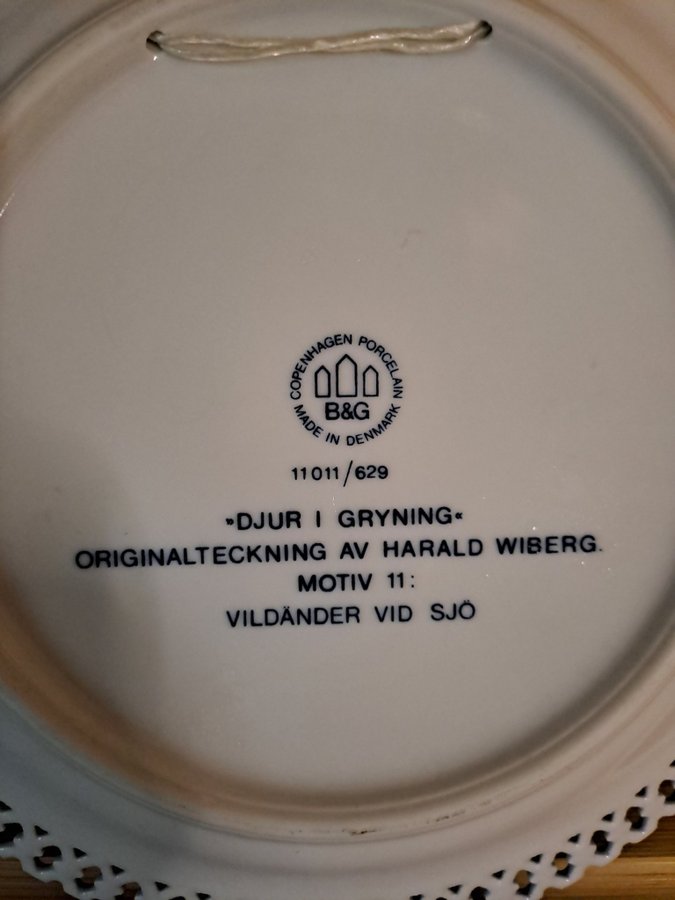 COPENHAGEN PORCELAIN
B&G
MADE IN DENMARK
11011/629
»DJUR I GRYNING«
ORIGINALTECKNING AV HARALD WIBERG.
MOTIV 11:
VILDÄNDER VID SJÖ